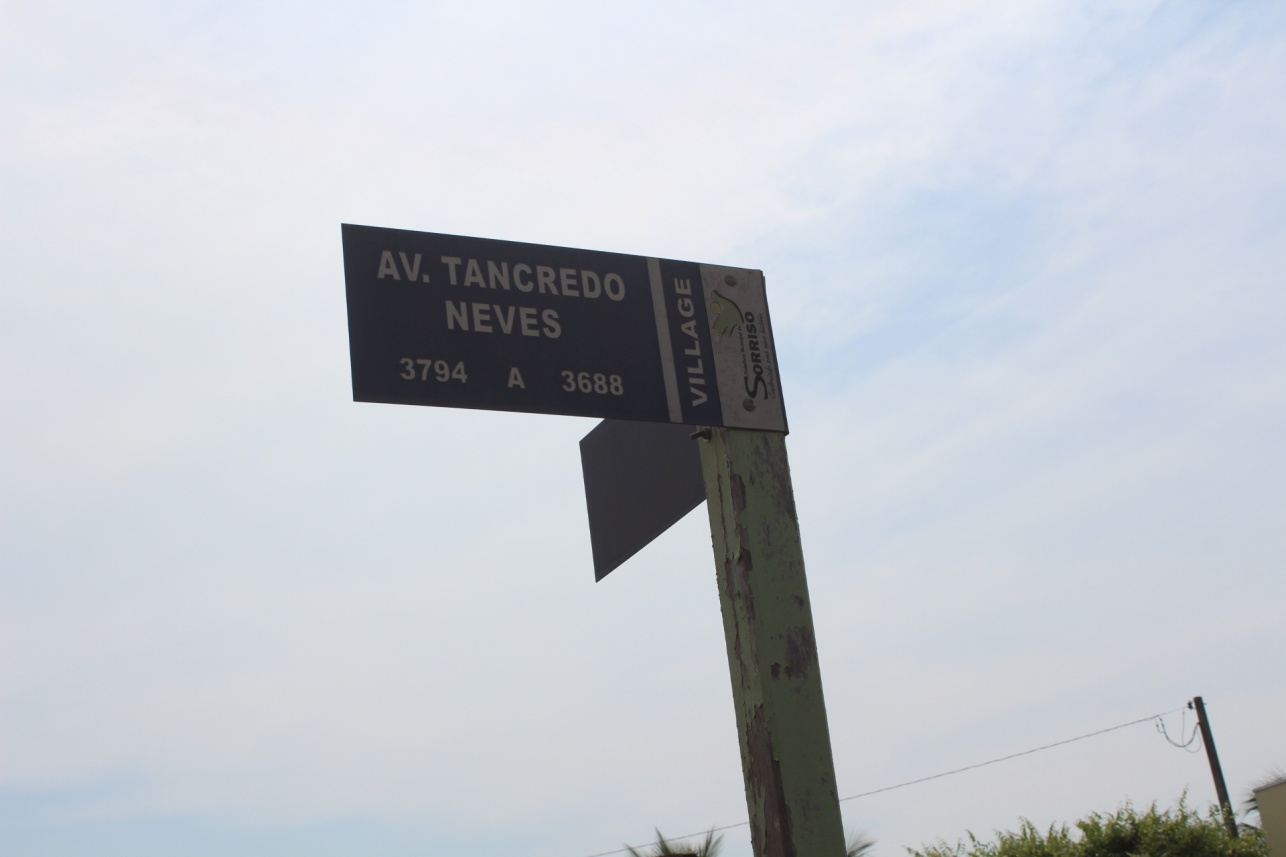 AV. TANCREDO
NEVES
3794 A 3688
VILLAGE
SORRISO